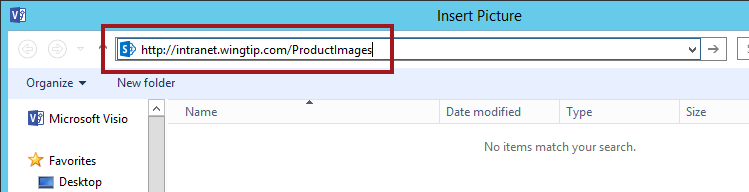 Insert Picture
http://intranet.wingtip.com/ProductImages
Organize New folder
Name Date modified Type Size
Microsoft Visio
No items match your search.
Favorites
Desktop